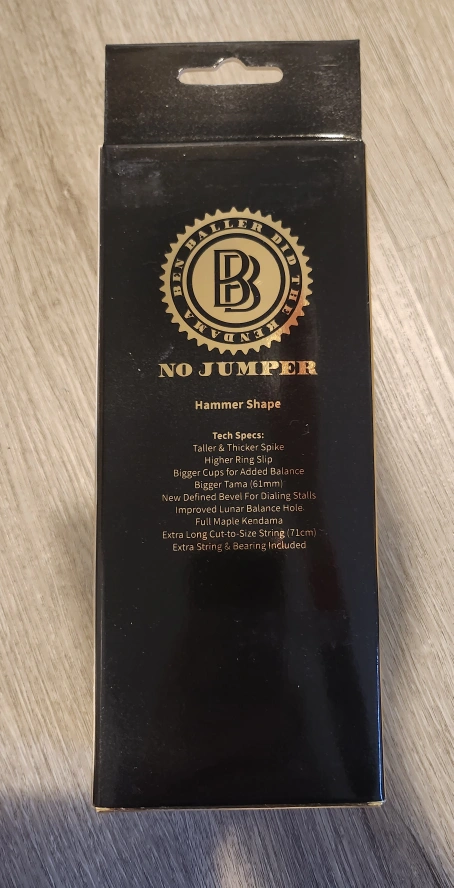 BEN BALLER DID THE KENDAMA
BB
NO JUMPER
Hammer Shape
Tech Specs:
Taller & Thicker Spike
Higher Ring Slip
Bigger Cups for Added Balance
Bigger Tama (61mm)
New Defined Bevel For Dialing Stalls
Improved Lunar Balance Hole
Full Maple Kendama
Extra Long Cut-to-Size String (71cm)
Extra String & Bearing Included